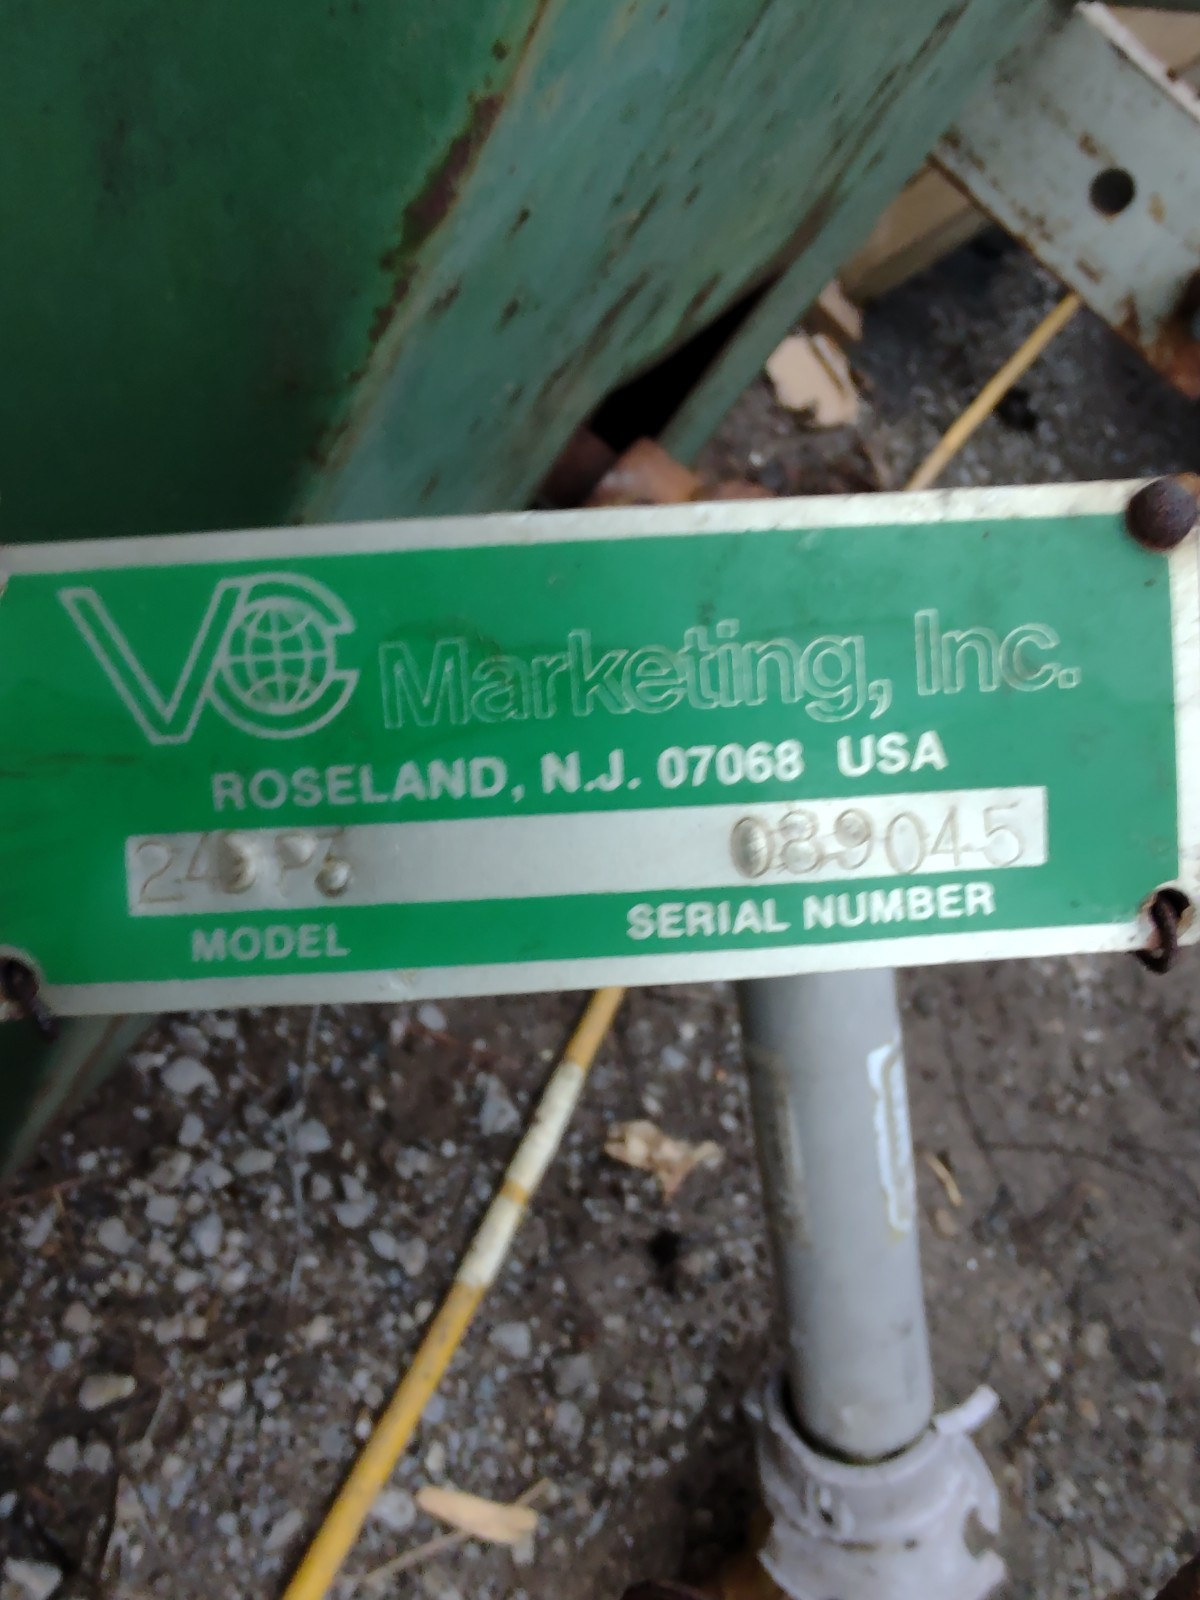 VC Marketing, Inc.
ROSELAND, N.J. 07068 USA
089045
MODEL SERIAL NUMBER